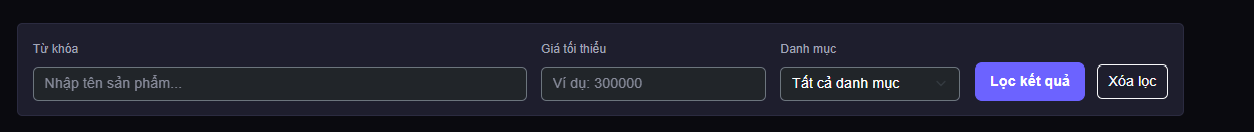 Từ khóa
Giá tối thiểu
Danh mục
Nhập tên sản phẩm...
Ví dụ: 300000
Tất cả danh mục
Lọc kết quả
Xóa lọc